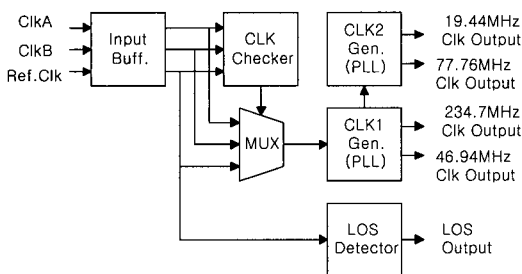 ClkA
ClkB
Ref.Clk
Input
Buff.
CLK
Checker
MUX
CLK2
Gen.
(PLL)
19.44MHz
Clk Output
77.76MHz
Clk Output
CLK1
Gen.
(PLL)
234.7MHz
Clk Output
46.94MHz
Clk Output
LOS
Detector
LOS
Output